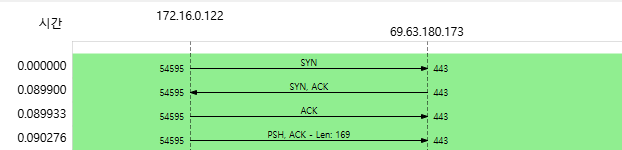 172.16.0.122
시간
69.63.180.173
0.000000 54595 SYN 443
0.089900 54595 SYN, ACK 443
0.089933 54595 ACK 443
0.090276 54595 PSH, ACK - Len: 169 443